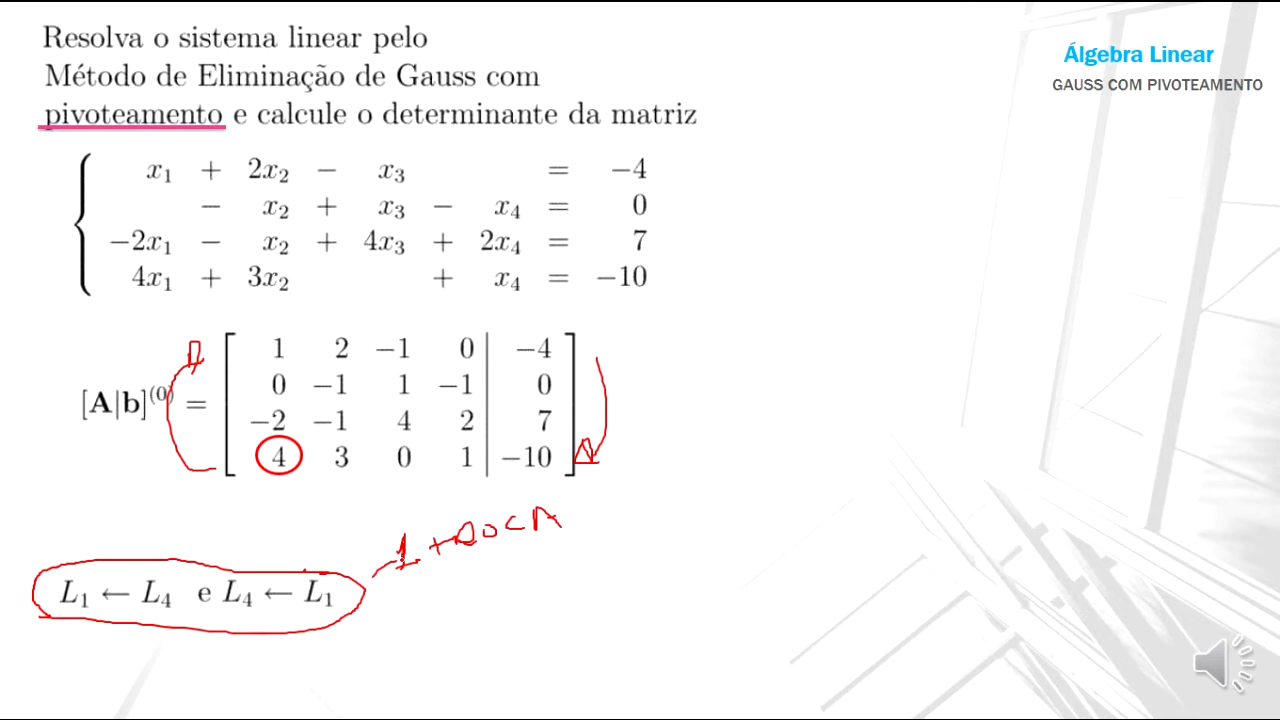 Resolva o sistema linear pelo
Método de Eliminação de Gauss com
pivoteamento e calcule o determinante da matriz
Álgebra Linear
GAUSS COM PIVOTEAMENTO
x₁ + 2x₂ − x₃ = −4
− x₂ + x₃ − x₄ = 0
−2x₁ − x₂ + 4x₃ + 2x₄ = 7
4x₁ + 3x₂ + x₄ = −10
[A|b]⁽⁰⁾ =
1 2 −1 0 | −4
0 −1 1 −1 | 0
−2 −1 4 2 | 7
4 3 0 1 | −10
1 troca
L₁ ← L₄ e L₄ ← L₁